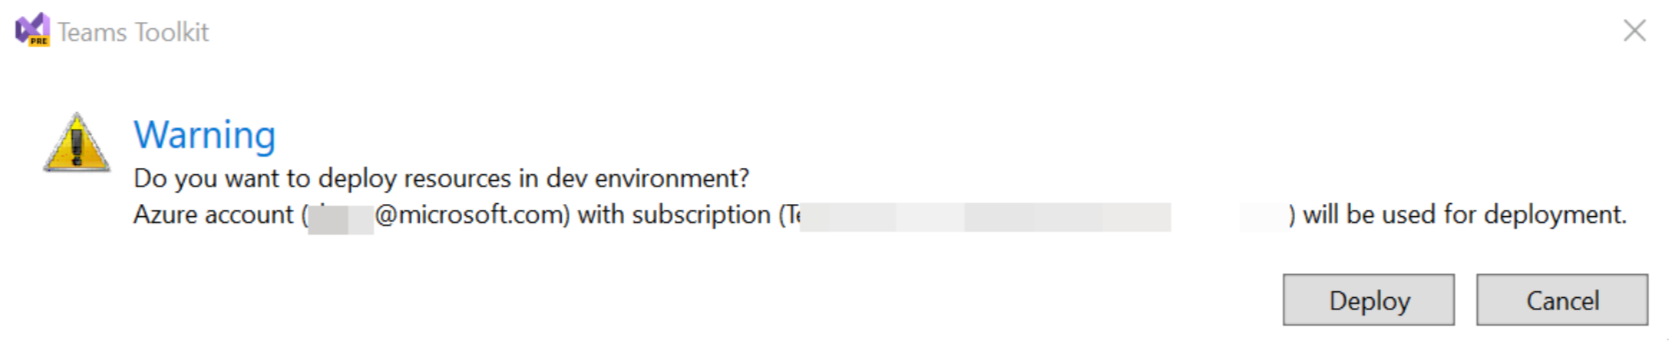 PRE Teams Toolkit
Warning
Do you want to deploy resources in dev environment?
Azure account ( @microsoft.com) with subscription ( ) will be used for deployment.
Deploy Cancel